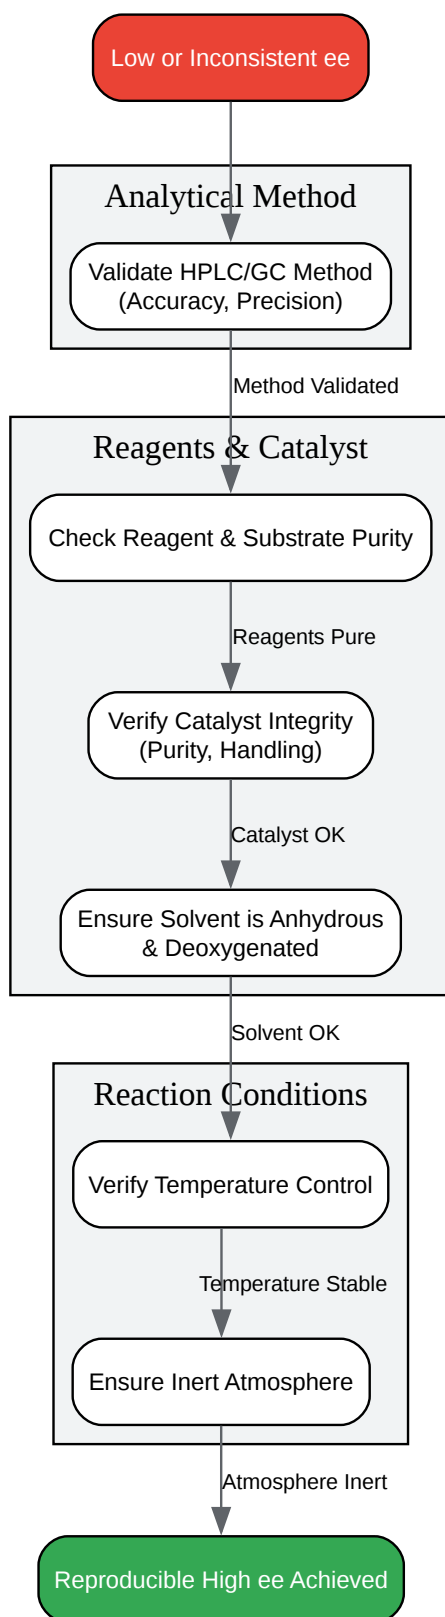 Low or Inconsistent ee
Analytical Method
Validate HPLC/GC Method
(Accuracy, Precision)
Method Validated
Reagents & Catalyst
Check Reagent & Substrate Purity
Reagents Pure
Verify Catalyst Integrity
(Purity, Handling)
Catalyst OK
Ensure Solvent is Anhydrous
& Deoxygenated
Solvent OK
Reaction Conditions
Verify Temperature Control
Temperature Stable
Ensure Inert Atmosphere
Atmosphere Inert
Reproducible High ee Achieved